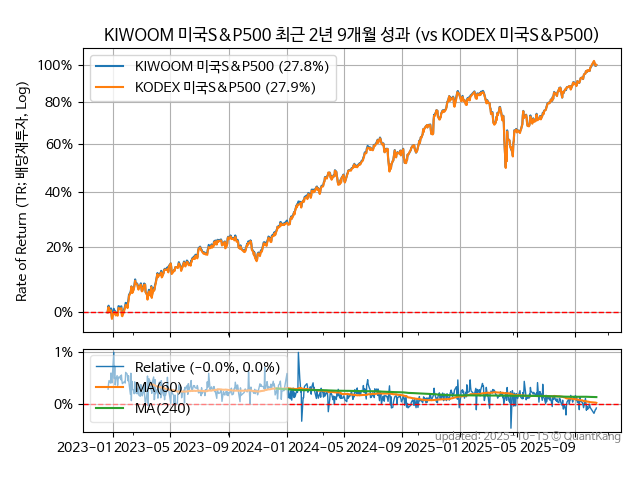 KIWOOM 미국S&P500 최근 2년 9개월 성과 (vs KODEX 미국S&P500)
Rate of Return (TR: 배당재투자, Log)
100%
80%
60%
40%
20%
0%
KIWOOM 미국S&P500 (27.8%)
KODEX 미국S&P500 (27.9%)
1%
0%
Relative (−0.0%, 0.0%)
MA(60)
MA(240)
updated: 2025-10-15 © QuantKang
2023-01 2023-05 2023-09 2024-01 2024-05 2024-09 2025-01 2025-05 2025-09